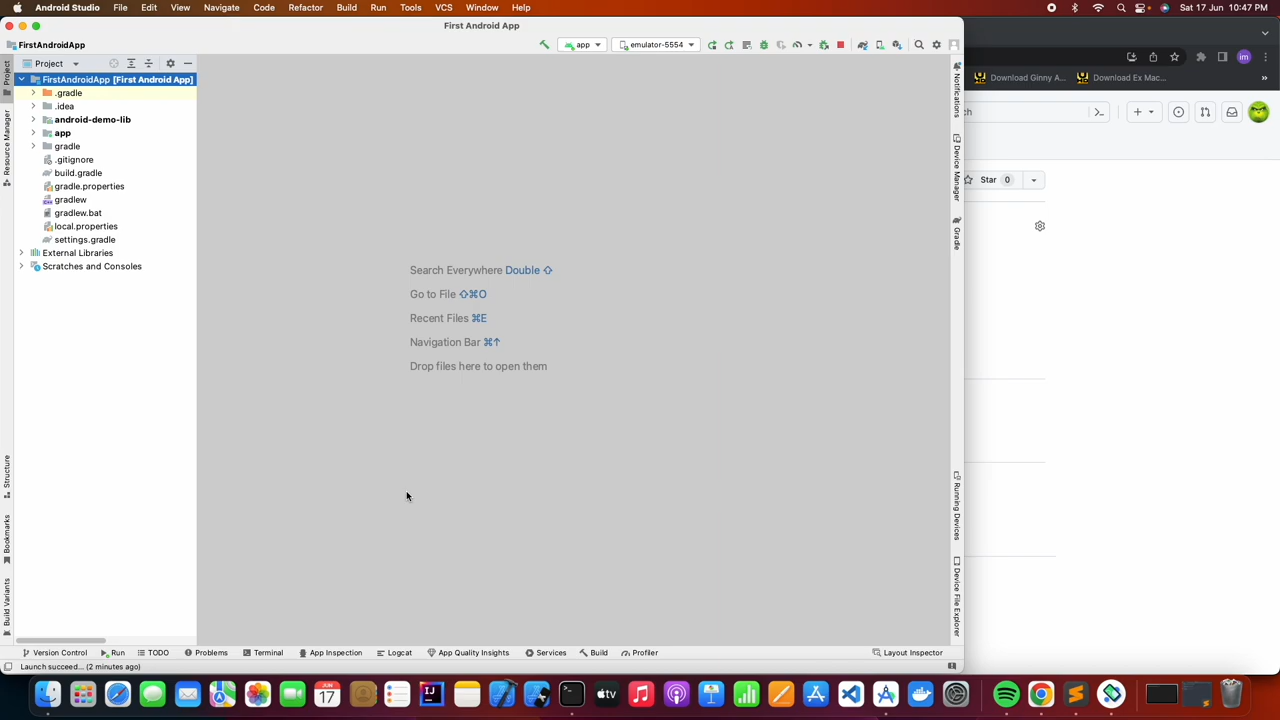 Android Studio File Edit View Navigate Code Refactor Build Run Tools VCS Window Help Sat 17 Jun 10:47 PM
First Android App
FirstAndroidApp app emulator-5554
im
Download Ginny A... Download Ex Mac... »
Project
FirstAndroidApp [First Android App]
.gradle
.idea
android-demo-lib
app
gradle
.gitignore
build.gradle
gradle.properties
gradlew
gradlew.bat
local.properties
settings.gradle
External Libraries
Scratches and Consoles
Project
Resource Manager
Structure
Bookmarks
Build Variants
Search Everywhere Double ⇧
Go to File ⇧⌘O
Recent Files ⌘E
Navigation Bar ⌘↑
Drop files here to open them
Notifications
Device Manager
Gradle
Running Devices
Device File Explorer
Star 0
Version Control Run TODO Problems Terminal App Inspection Logcat App Quality Insights Services Build Profiler Layout Inspector
Launch succeed... (2 minutes ago)
JUN
17
tv